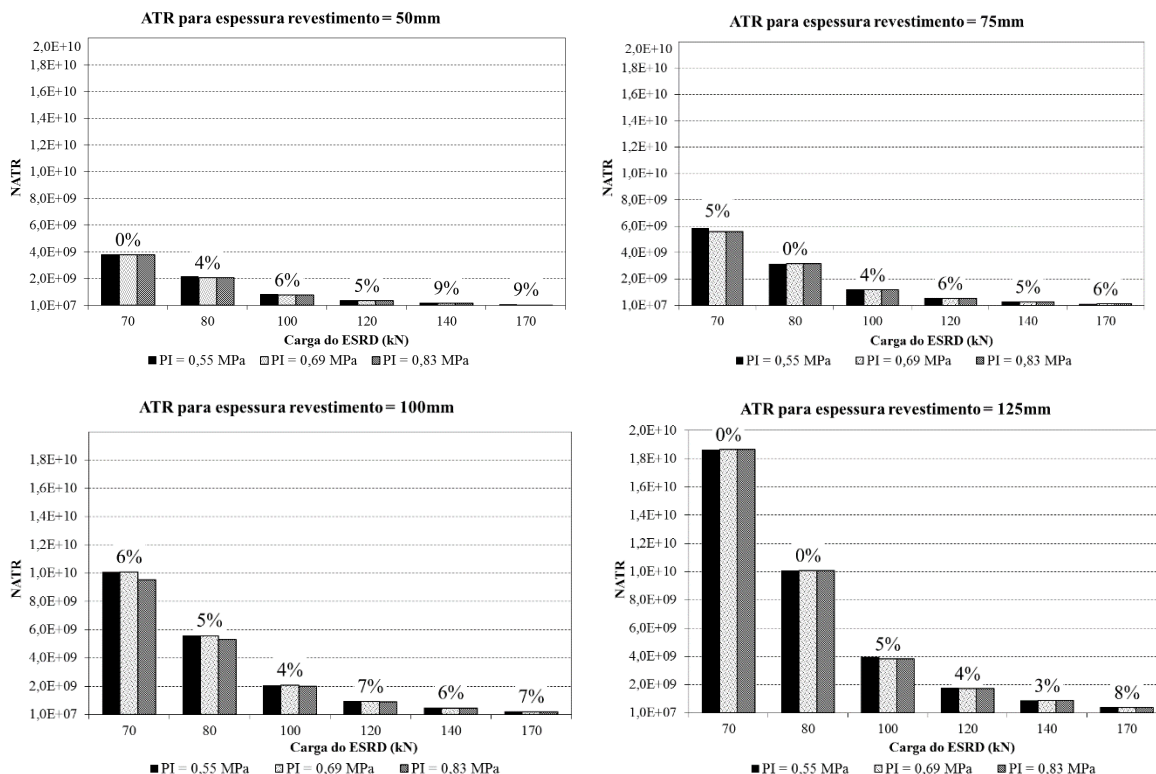 ATR para espessura revestimento = 50mm
NATR
2,0E+10
1,8E+10
1,6E+10
1,4E+10
1,2E+10
1,0E+10
8,0E+09
6,0E+09
4,0E+09
2,0E+09
1,0E+07
0%
4%
6%
5%
9%
9%
70 80 100 120 140 170
Carga do ESRD (kN)
PI = 0,55 MPa PI = 0,69 MPa PI = 0,83 MPa
ATR para espessura revestimento = 75mm
NATR
2,0E+10
1,8E+10
1,6E+10
1,4E+10
1,2E+10
1,0E+10
8,0E+09
6,0E+09
4,0E+09
2,0E+09
1,0E+07
5%
0%
4%
6%
5%
6%
70 80 100 120 140 170
Carga do ESRD (kN)
PI = 0,55 MPa PI = 0,69 MPa PI = 0,83 MPa
ATR para espessura revestimento = 100mm
NATR
1,8E+10
1,6E+10
1,4E+10
1,2E+10
1,0E+10
8,0E+09
6,0E+09
4,0E+09
2,0E+09
1,0E+07
6%
5%
4%
7%
6%
7%
70 80 100 120 140 170
Carga do ESRD (kN)
PI = 0,55 MPa PI = 0,69 MPa PI = 0,83 MPa
ATR para espessura revestimento = 125mm
NATR
2,0E+10
1,8E+10
1,6E+10
1,4E+10
1,2E+10
1,0E+10
8,0E+09
6,0E+09
4,0E+09
2,0E+09
1,0E+07
0%
0%
5%
4%
3%
8%
70 80 100 120 140 170
Carga do ESRD (kN)
PI = 0,55 MPa PI = 0,69 MPa PI = 0,83 MPa